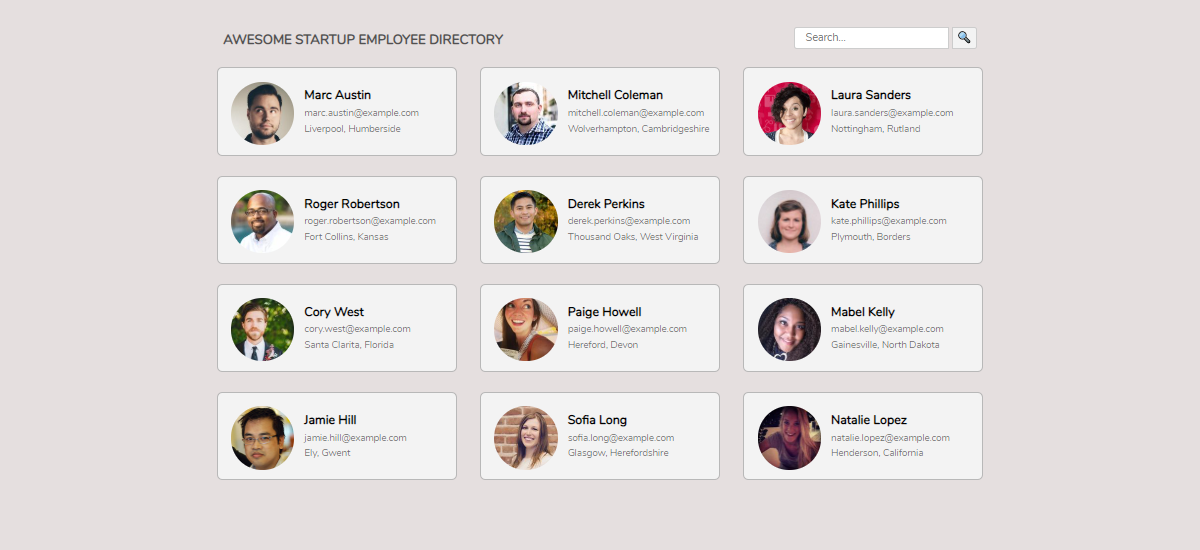 AWESOME STARTUP EMPLOYEE DIRECTORY
Search...
Marc Austin
marc.austin@example.com
Liverpool, Humberside
Mitchell Coleman
mitchell.coleman@example.com
Wolverhampton, Cambridgeshire
Laura Sanders
laura.sanders@example.com
Nottingham, Rutland
Roger Robertson
roger.robertson@example.com
Fort Collins, Kansas
Derek Perkins
derek.perkins@example.com
Thousand Oaks, West Virginia
Kate Phillips
kate.phillips@example.com
Plymouth, Borders
Cory West
cory.west@example.com
Santa Clarita, Florida
Paige Howell
paige.howell@example.com
Hereford, Devon
Mabel Kelly
mabel.kelly@example.com
Gainesville, North Dakota
Jamie Hill
jamie.hill@example.com
Ely, Gwent
Sofia Long
sofia.long@example.com
Glasgow, Herefordshire
Natalie Lopez
natalie.lopez@example.com
Henderson, California